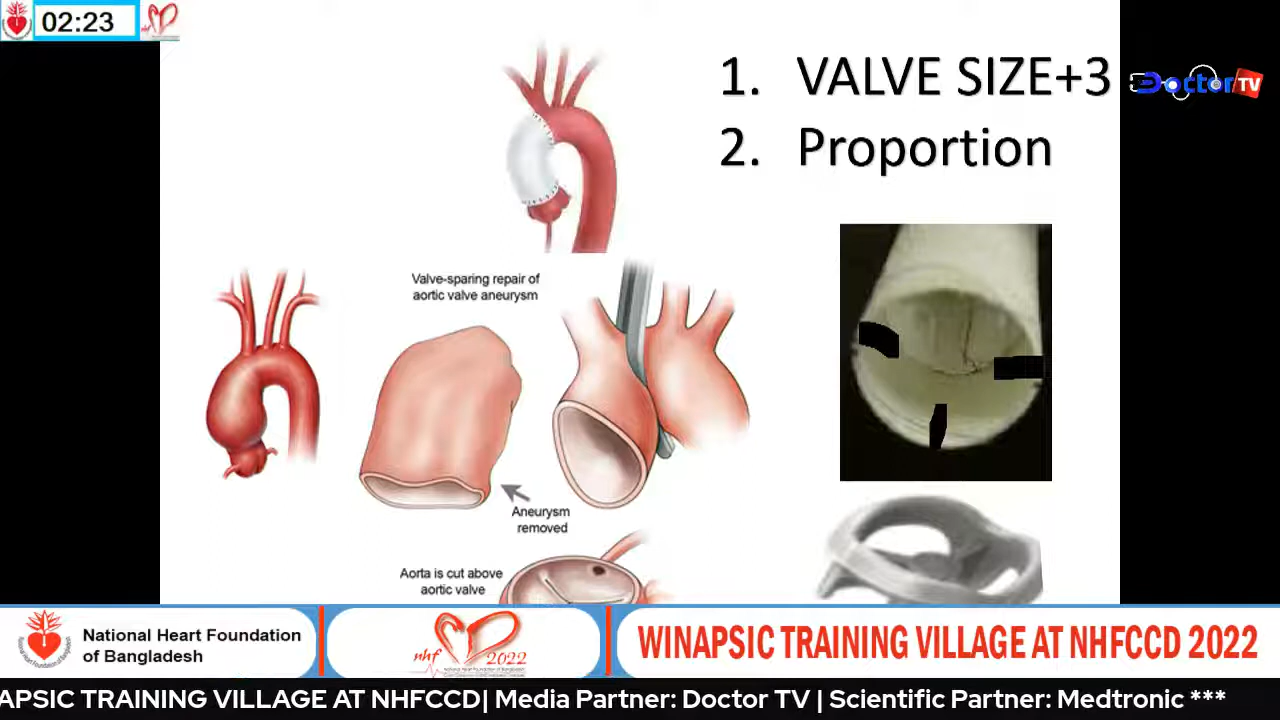 02:23
1. VALVE SIZE+3
2. Proportion
Doctor TV
Valve-sparing repair of
aortic valve aneurysm
Aneurysm
removed
Aorta is cut above
aortic valve
National Heart Foundation
of Bangladesh
nhf 2022
WINAPSIC TRAINING VILLAGE AT NHFCCD 2022
APSIC TRAINING VILLAGE AT NHFCCD| Media Partner: Doctor TV | Scientific Partner: Medtronic ***